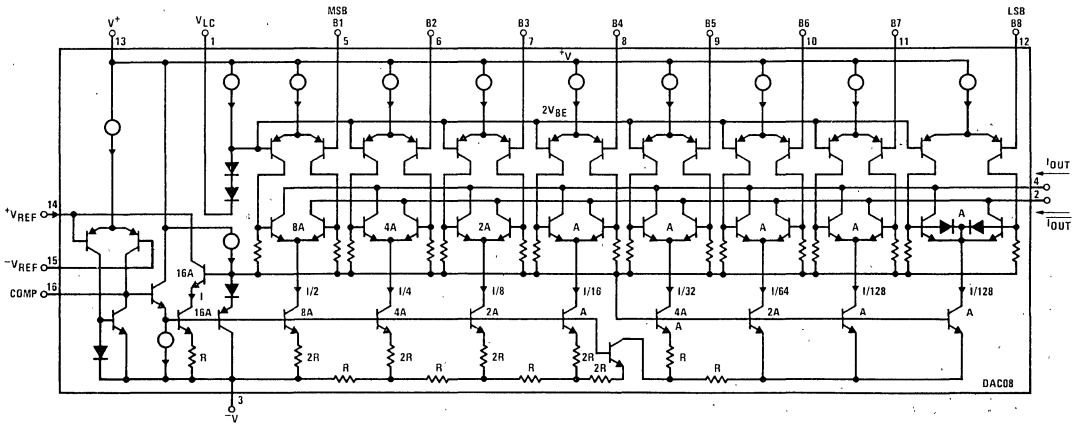 MSB LSB
V+ VLC B1 B2 B3 B4 B5 B6 B7 B8
13 1 5 6 7 8 9 10 11 12
+V
2VBE
IOUT
4
14
+VREF
2
8A 4A 2A A A A A A
IOUT
-VREF 15
16A
COMP 16
I I/2 I/4 I/8 I/16 I/32 I/64 I/128 I/128
16A 8A 4A 2A A 4A 2A A A
A
R 2R 2R 2R 2R R
R R R 2R R
DAC08
3
-V